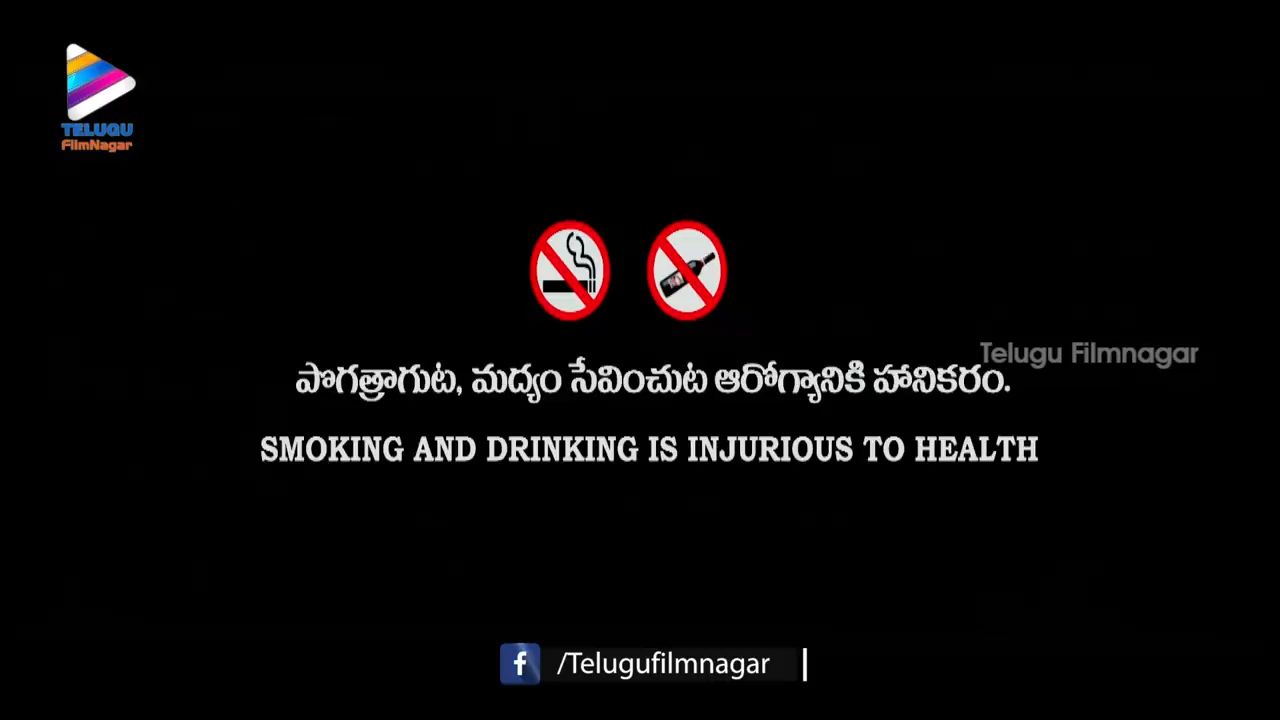 TELUGU
FilmNagar
Telugu Filmnagar
పొగత్రాగుట, మద్యం సేవించుట ఆరోగ్యానికి హానికరం.
SMOKING AND DRINKING IS INJURIOUS TO HEALTH
f /Telugufilmnagar